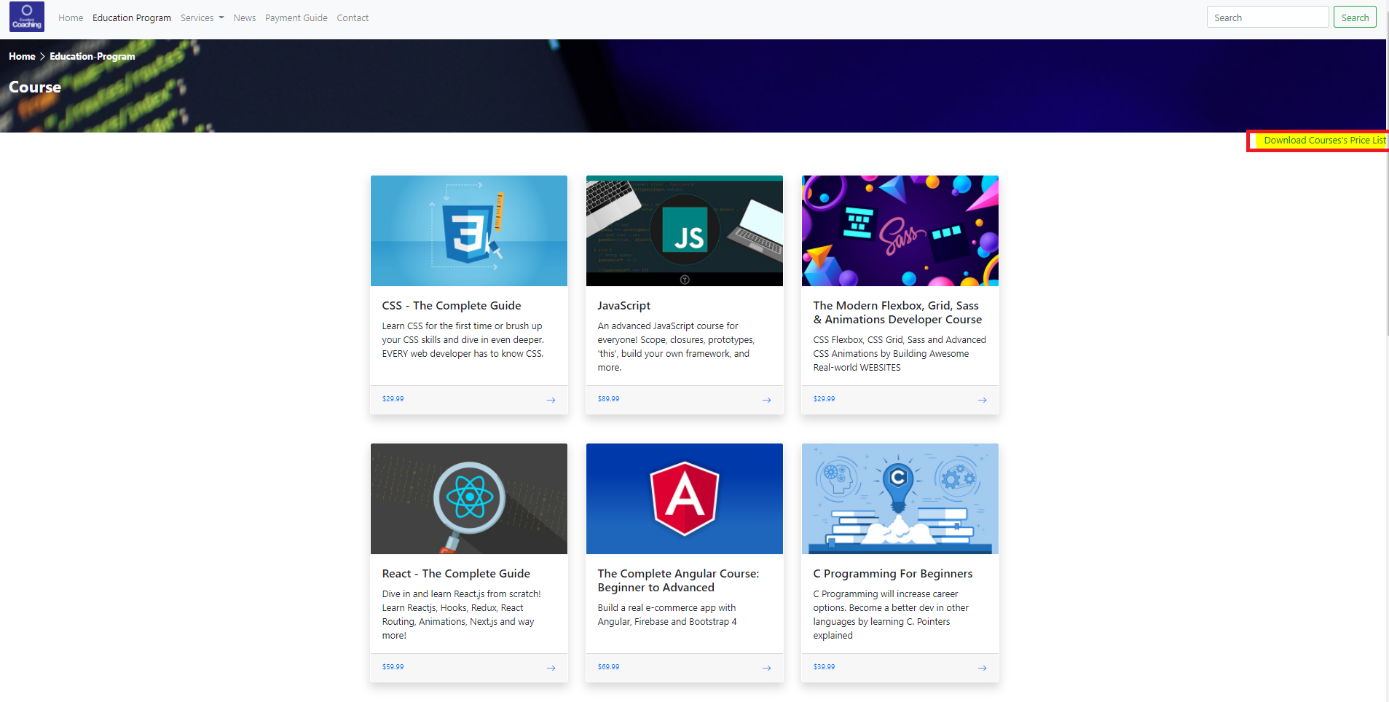 Coaching
Home Education Program Services News Payment Guide Contact Search Search
Home > Education-Program
Course
Download Courses's Price List
JS
Sass
CSS - The Complete Guide
Learn CSS for the first time or brush up
your CSS skills and dive in even deeper.
EVERY web developer has to know CSS.
$29.99
JavaScript
An advanced JavaScript course for
everyone! Scope, closures, prototypes,
'this', build your own framework, and
more.
$89.99
The Modern Flexbox, Grid, Sass
& Animations Developer Course
CSS Flexbox, CSS Grid, Sass and Advanced
CSS Animations by Building Awesome
Real-world WEBSITES
$29.99
A
C
React - The Complete Guide
Dive in and learn React.js from scratch!
Learn Reactjs, Hooks, Redux, React
Routing, Animations, Next.js and way
more!
$59.99
The Complete Angular Course:
Beginner to Advanced
Build a real e-commerce app with
Angular, Firebase and Bootstrap 4
$69.99
C Programming For Beginners
C Programming will increase career
options. Become a better dev in other
languages by learning C. Pointers
explained
$39.99